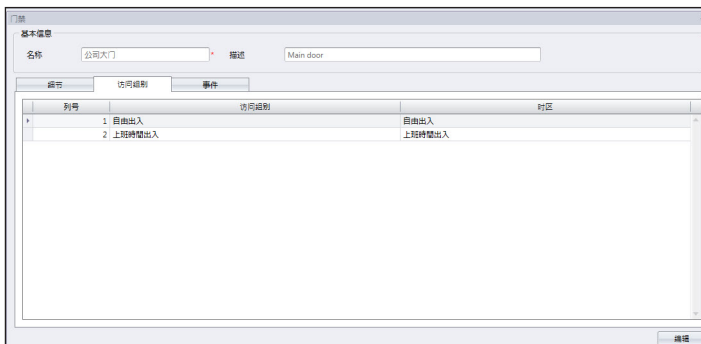 门禁
基本信息
名称 公司大门 * 描述 Main door
细节 访问组别 事件
列号 访问组别 时区
1 自由出入 自由出入
2 上班時間出入 上班時間出入
编辑